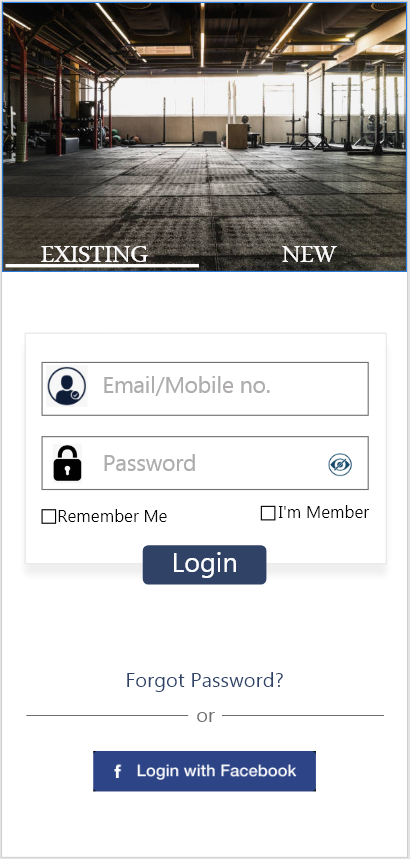 EXISTING NEW
Email/Mobile no.
Password
Remember Me I'm Member
Login
Forgot Password?
or
f Login with Facebook